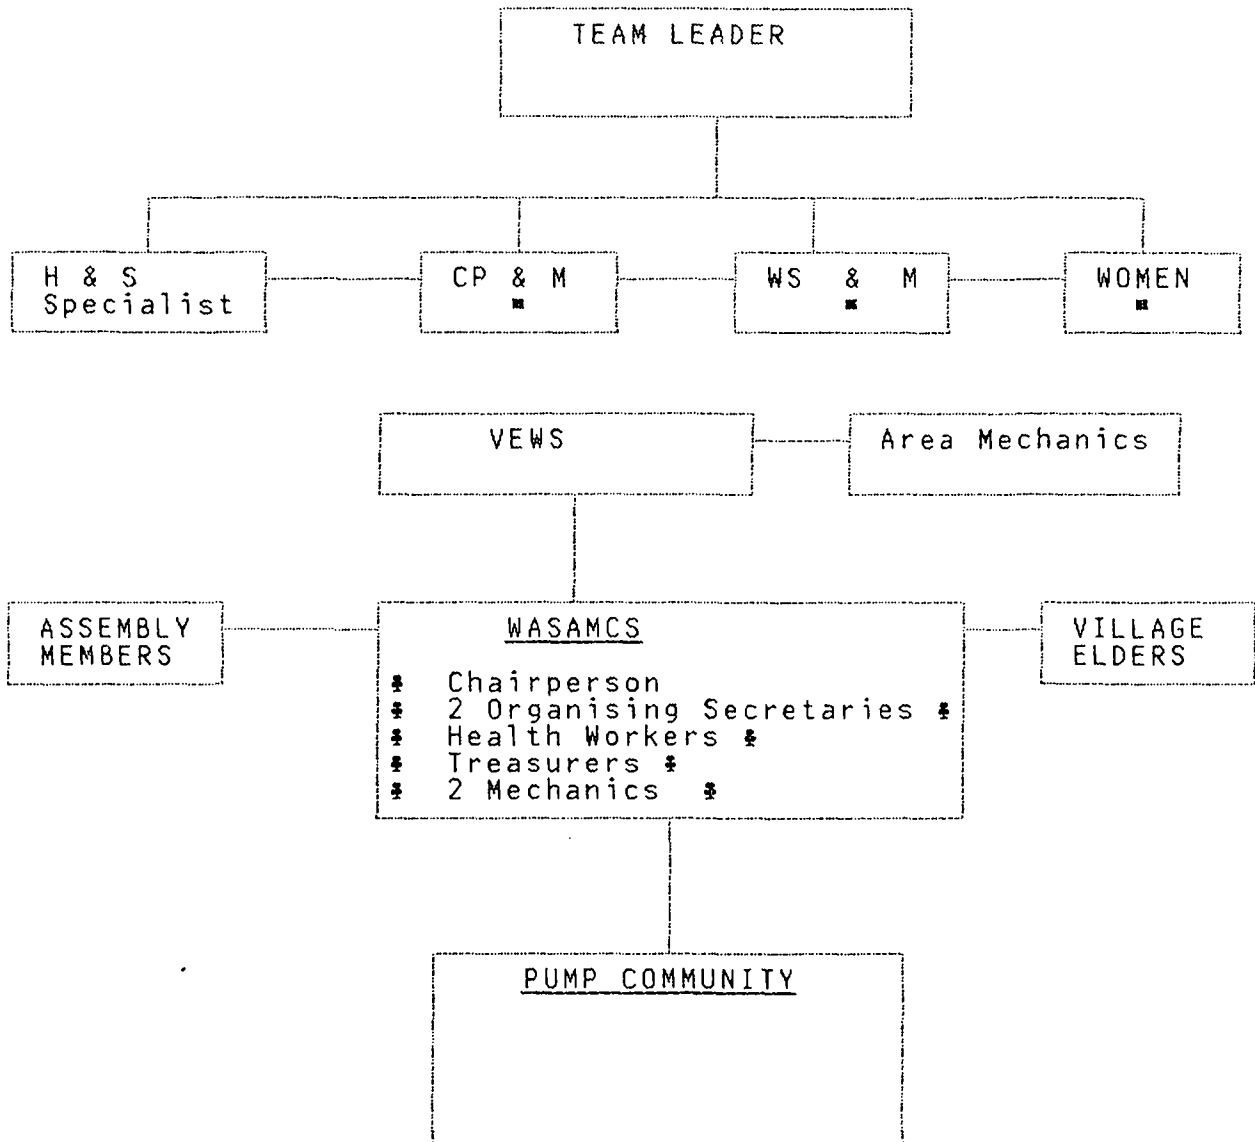 TEAM LEADER
H & S
Specialist
CP & M
"
WS & M
"
WOMEN
"
VEWS
Area Mechanics
ASSEMBLY
MEMBERS
WASAMCS
* Chairperson
* 2 Organising Secretaries *
* Health Workers *
* Treasurers *
* 2 Mechanics *
VILLAGE
ELDERS
PUMP COMMUNITY